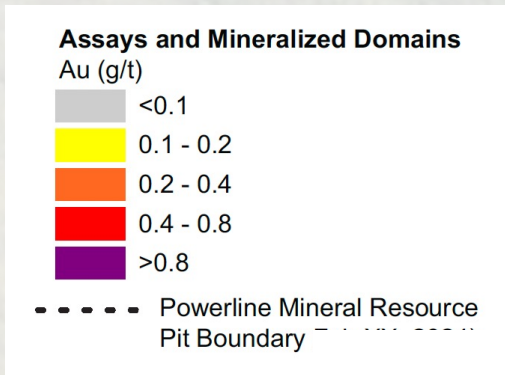 Assays and Mineralized Domains
Au (g/t)
<0.1
0.1 - 0.2
0.2 - 0.4
0.4 - 0.8
>0.8
Powerline Mineral Resource
Pit Boundary